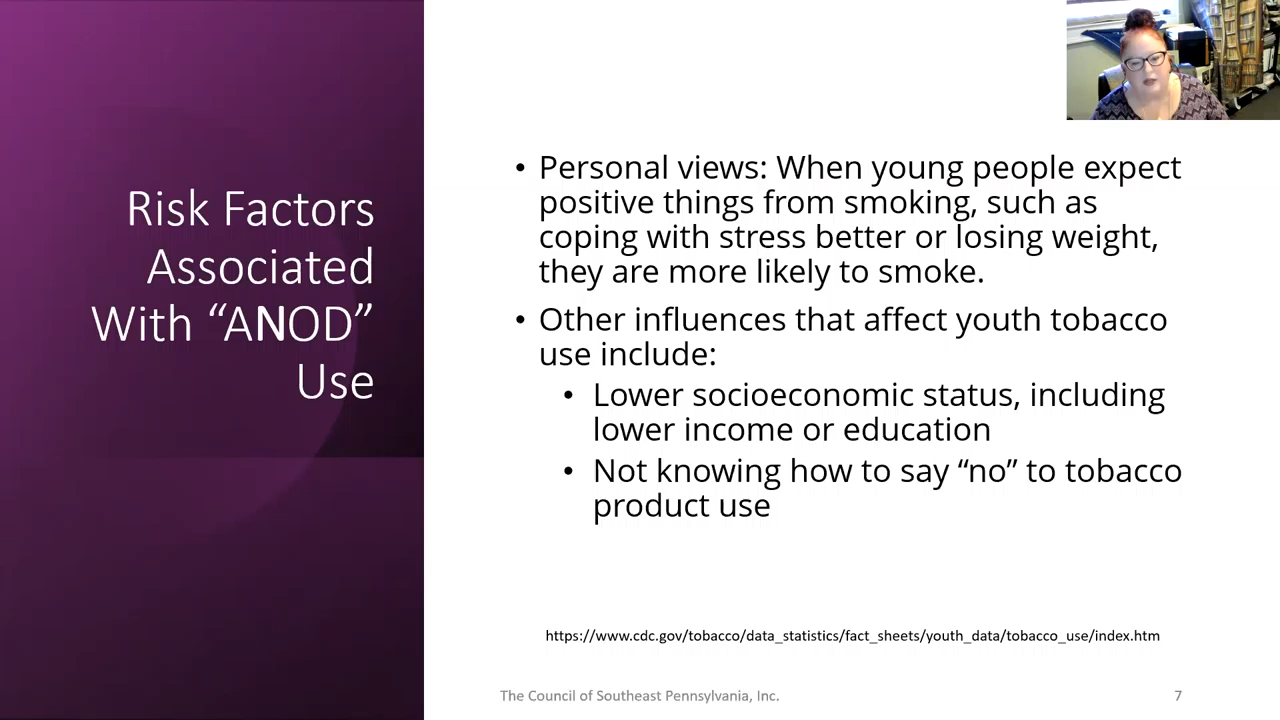 Risk Factors
Associated
With “ANOD”
Use
• Personal views: When young people expect
positive things from smoking, such as
coping with stress better or losing weight,
they are more likely to smoke.
• Other influences that affect youth tobacco
use include:
• Lower socioeconomic status, including
lower income or education
• Not knowing how to say “no” to tobacco
product use
https://www.cdc.gov/tobacco/data_statistics/fact_sheets/youth_data/tobacco_use/index.htm
The Council of Southeast Pennsylvania, Inc.
7